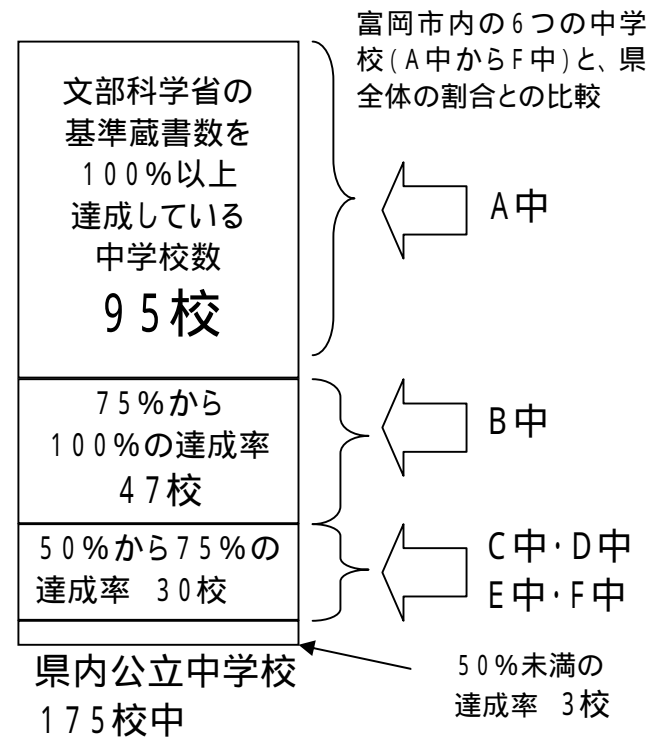 富岡市内の6つの中学
校(A中からF中)と、県
全体の割合との比較
文部科学省の
基準蔵書数を
100%以上
達成している
中学校数
95校
A中
75%から
100%の達成率
47校
B中
50%から75%の
達成率 30校
C中・D中
E中・F中
50%未満の
達成率 3校
県内公立中学校
175校中